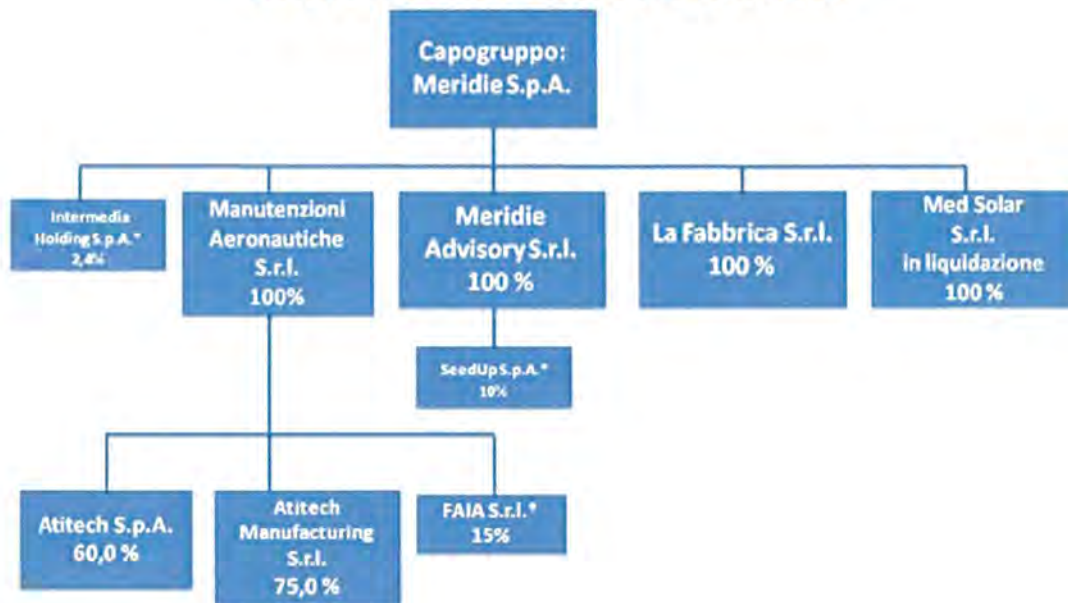 Capogruppo:
Meridie S.p.A.
Intermedia
Holding S.p.A.*
2,4%
Manutenzioni
Aeronautiche
S.r.l.
100%
Meridie
Advisory S.r.l.
100 %
La Fabbrica S.r.l.
100 %
Med Solar
S.r.l.
in liquidazione
100 %
SeedUp S.p.A.*
10%
Atitech S.p.A.
60,0 %
Atitech
Manufacturing
S.r.l.
75,0 %
FAIA S.r.l.*
15%